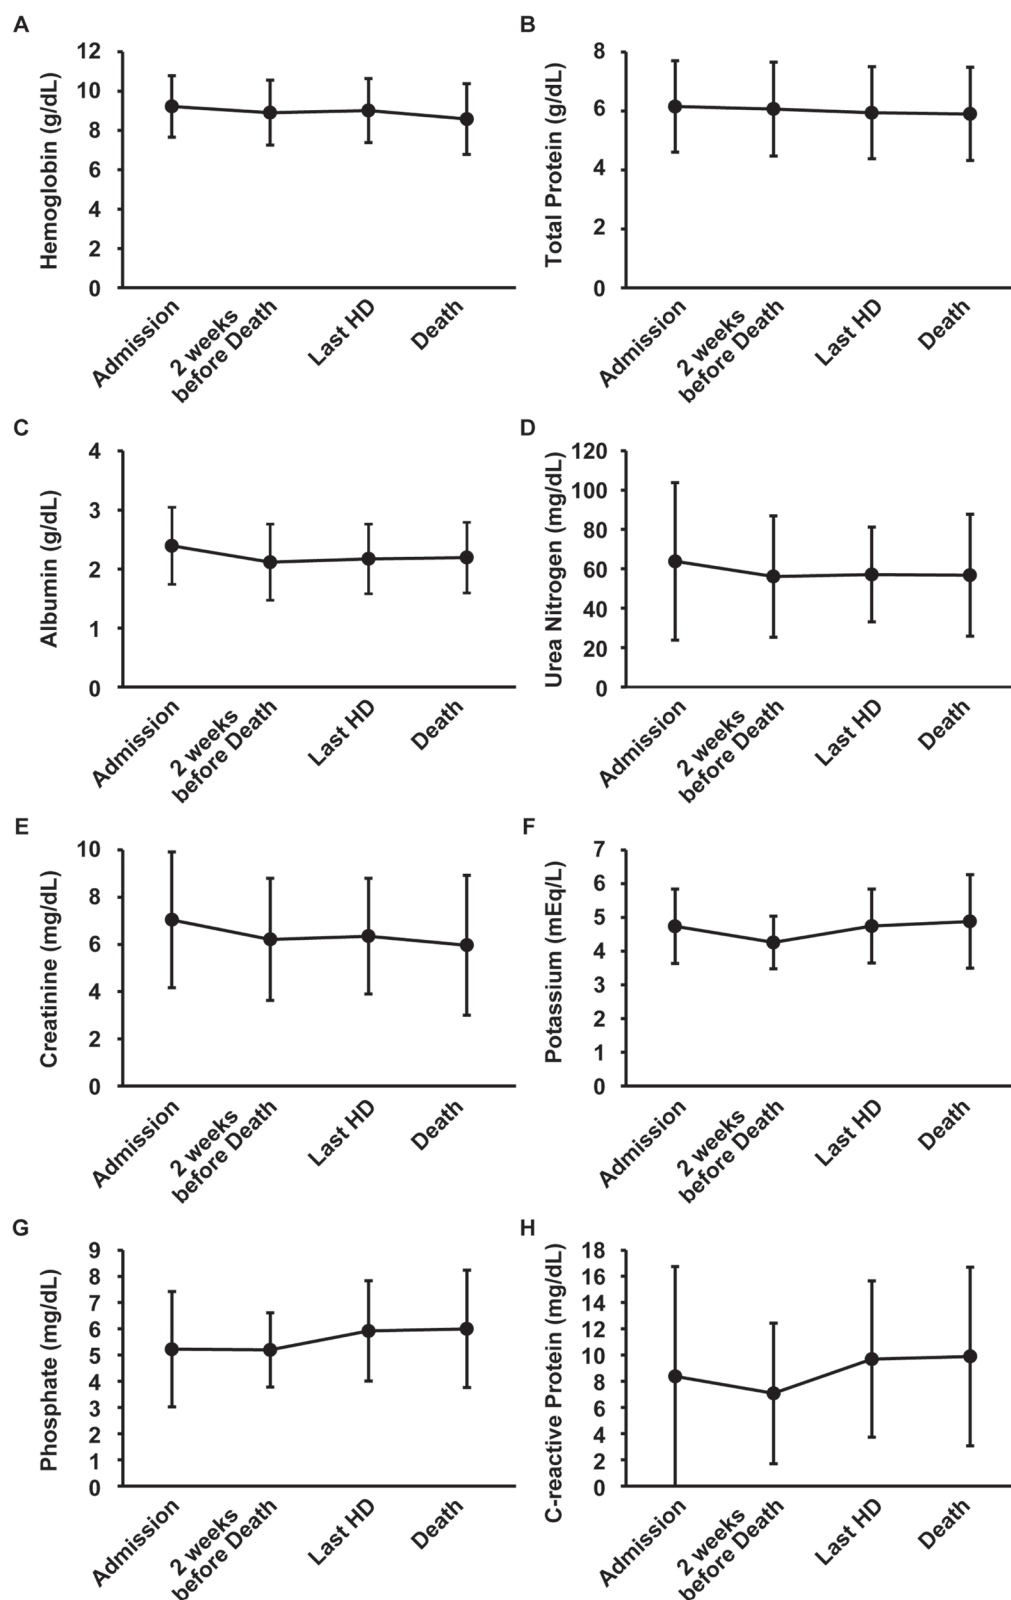 A
Hemoglobin (g/dL)
12
10
8
6
4
2
0
Admission
2 weeks
before Death
Last HD
Death
B
Total Protein (g/dL)
8
6
4
2
0
Admission
2 weeks
before Death
Last HD
Death
C
Albumin (g/dL)
4
3
2
1
0
Admission
2 weeks
before Death
Last HD
Death
D
Urea Nitrogen (mg/dL)
120
100
80
60
40
20
0
Admission
2 weeks
before Death
Last HD
Death
E
Creatinine (mg/dL)
10
8
6
4
2
0
Admission
2 weeks
before Death
Last HD
Death
F
Potassium (mEq/L)
7
6
5
4
3
2
1
0
Admission
2 weeks
before Death
Last HD
Death
G
Phosphate (mg/dL)
9
8
7
6
5
4
3
2
1
0
Admission
2 weeks
before Death
Last HD
Death
H
C-reactive Protein (mg/dL)
18
16
14
12
10
8
6
4
2
0
Admission
2 weeks
before Death
Last HD
Death